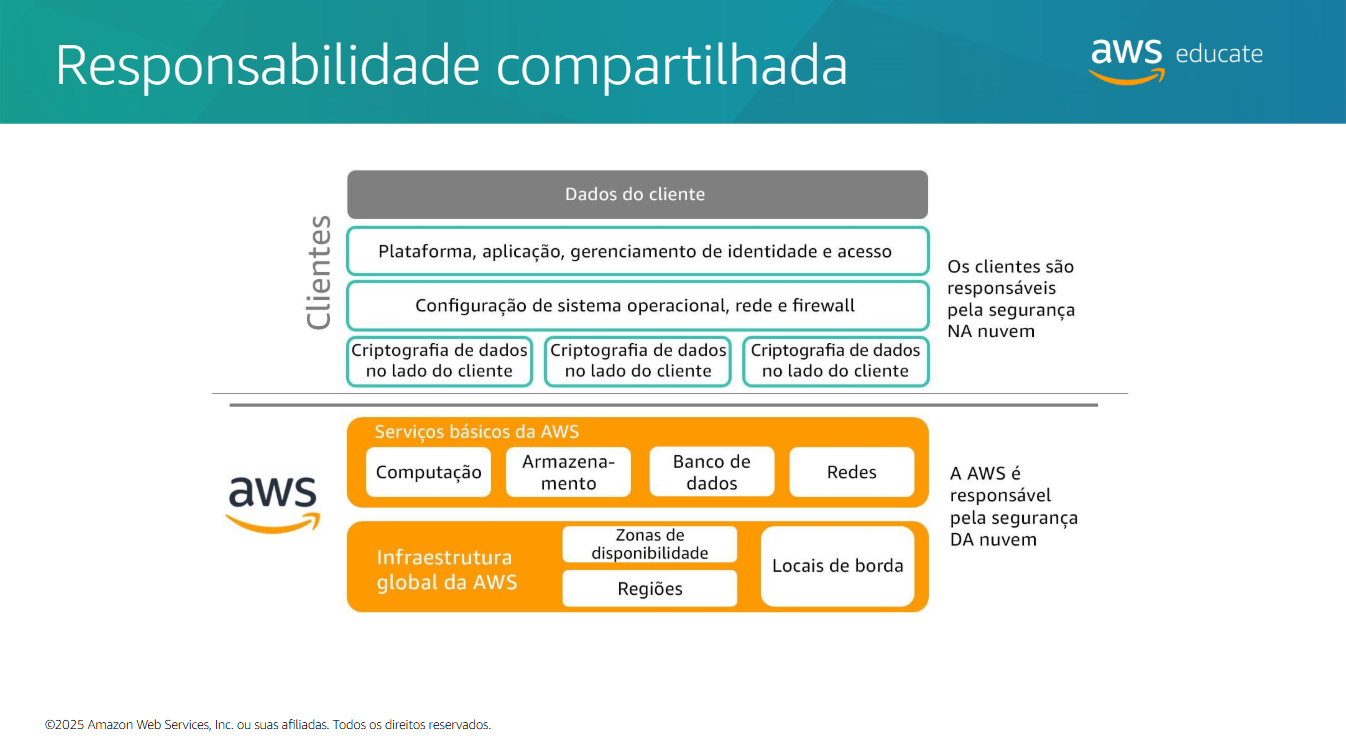 Responsabilidade compartilhada
aws educate
Clientes
Dados do cliente
Plataforma, aplicação, gerenciamento de identidade e acesso
Configuração de sistema operacional, rede e firewall
Criptografia de dados
no lado do cliente
Criptografia de dados
no lado do cliente
Criptografia de dados
no lado do cliente
Os clientes são
responsáveis
pela segurança
NA nuvem
aws
Serviços básicos da AWS
Computação
Armazena-
mento
Banco de
dados
Redes
Infraestrutura
global da AWS
Zonas de
disponibilidade
Regiões
Locais de borda
A AWS é
responsável
pela segurança
DA nuvem
©2025 Amazon Web Services, Inc. ou suas afiliadas. Todos os direitos reservados.